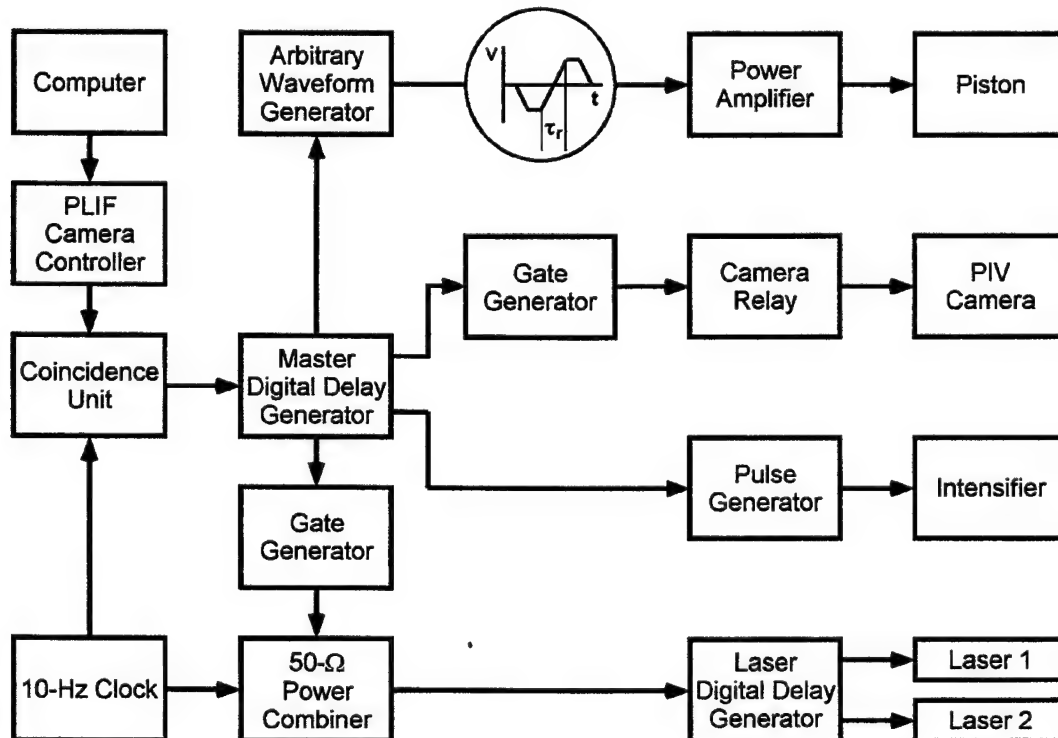 Computer
Arbitrary
Waveform
Generator
V
t
τr
Power
Amplifier
Piston
PLIF
Camera
Controller
Gate
Generator
Camera
Relay
PIV
Camera
Coincidence
Unit
Master
Digital Delay
Generator
Pulse
Generator
Intensifier
Gate
Generator
10-Hz Clock
50-Ω
Power
Combiner
Laser
Digital Delay
Generator
Laser 1
Laser 2